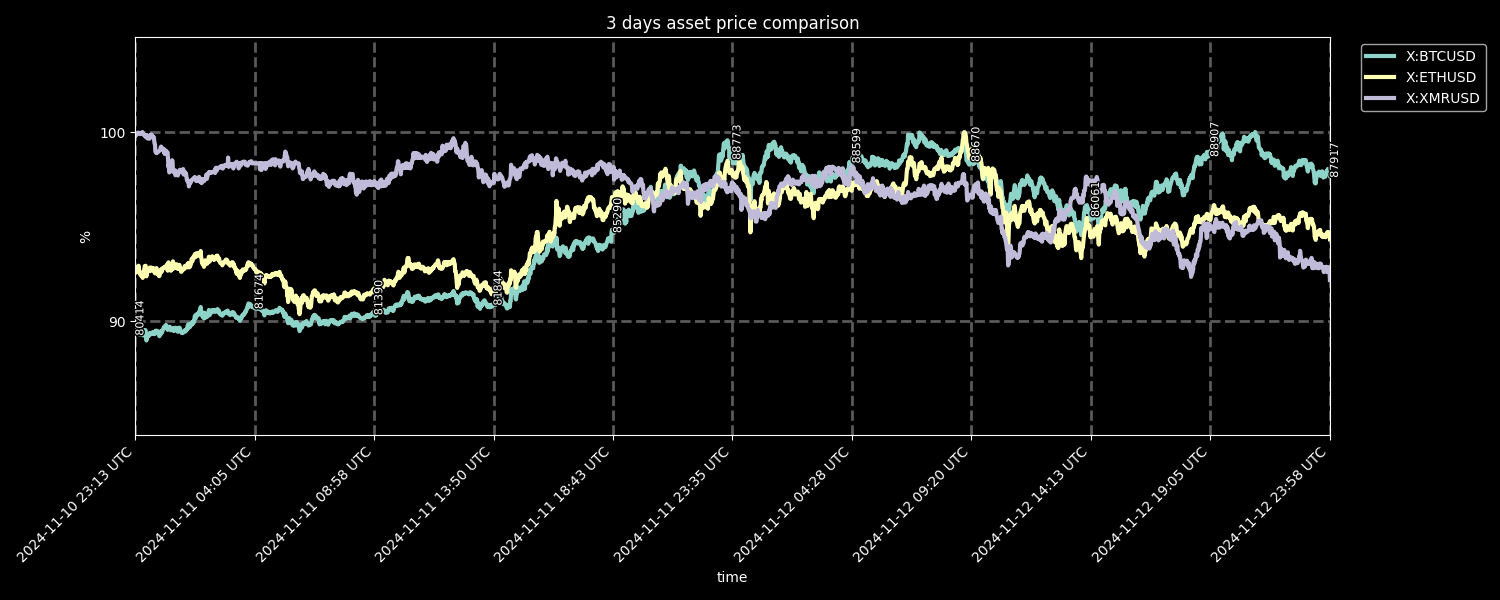 3 days asset price comparison
X:BTCUSD
X:ETHUSD
X:XMRUSD
100
90
%
80414
81674
81390
81844
85290
88773
88599
88670
86061
88907
87917
2024-11-10 23:13 UTC
2024-11-11 04:05 UTC
2024-11-11 08:58 UTC
2024-11-11 13:50 UTC
2024-11-11 18:43 UTC
2024-11-11 23:35 UTC
2024-11-12 04:28 UTC
2024-11-12 09:20 UTC
2024-11-12 14:13 UTC
2024-11-12 19:05 UTC
2024-11-12 23:58 UTC
time